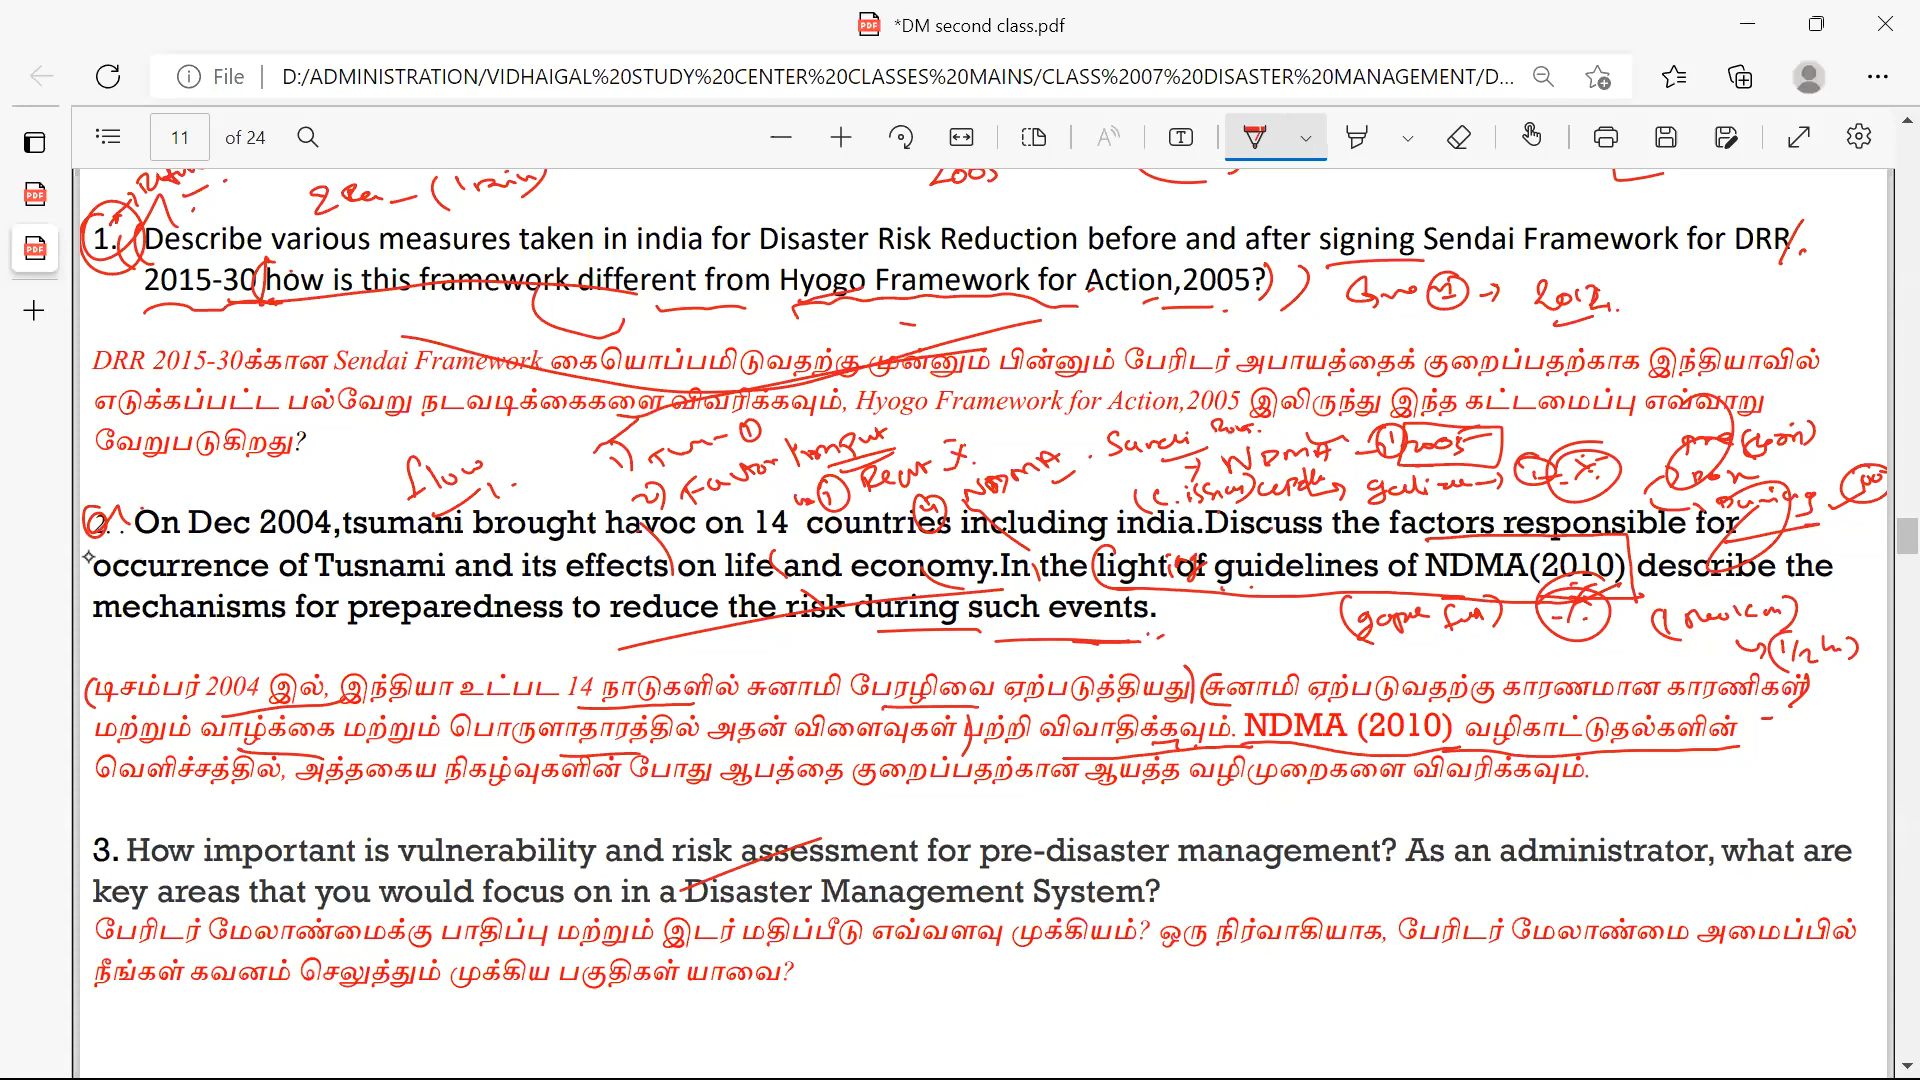 *DM second class.pdf
File
D:/ADMINISTRATION/VIDHAIGAL%20STUDY%20CENTER%20CLASSES%20MAINS/CLASS%2007%20DISASTER%20MANAGEMENT/D...
11 of 24
2005
1. Describe various measures taken in india for Disaster Risk Reduction before and after signing Sendai Framework for DRR
2015-30 how is this framework different from Hyogo Framework for Action,2005?
DRR 2015-30க்கான Sendai Framework கையொப்பமிடுவதற்கு முன்னும் பின்னும் பேரிடர் அபாயத்தைக் குறைப்பதற்காக இந்தியாவில்
எடுக்கப்பட்ட பல்வேறு நடவடிக்கைகளை விவரிக்கவும், Hyogo Framework for Action,2005 இலிருந்து இந்த கட்டமைப்பு எவ்வாறு
வேறுபடுகிறது?
flow
NDMA
NDMA 2005
2. On Dec 2004,tsumani brought havoc on 14 countries including india.Discuss the factors responsible for
occurrence of Tusnami and its effects on life and economy.In the light of guidelines of NDMA(2010) describe the
mechanisms for preparedness to reduce the risk during such events.
(டிசம்பர் 2004 இல், இந்தியா உட்பட 14 நாடுகளில் சுனாமி பேரழிவை ஏற்படுத்தியது) (சுனாமி ஏற்படுவதற்கு காரணமான காரணிகள்
மற்றும் வாழ்க்கை மற்றும் பொருளாதாரத்தில் அதன் விளைவுகள் பற்றி விவாதிக்கவும். NDMA (2010) வழிகாட்டுதல்களின்
வெளிச்சத்தில், அத்தகைய நிகழ்வுகளின் போது ஆபத்தை குறைப்பதற்கான ஆயத்த வழிமுறைகளை விவரிக்கவும்.
3. How important is vulnerability and risk assessment for pre-disaster management? As an administrator, what are
key areas that you would focus on in a Disaster Management System?
பேரிடர் மேலாண்மைக்கு பாதிப்பு மற்றும் இடர் மதிப்பீடு எவ்வளவு முக்கியம்? ஒரு நிர்வாகியாக, பேரிடர் மேலாண்மை அமைப்பில்
நீங்கள் கவனம் செலுத்தும் முக்கிய பகுதிகள் யாவை?